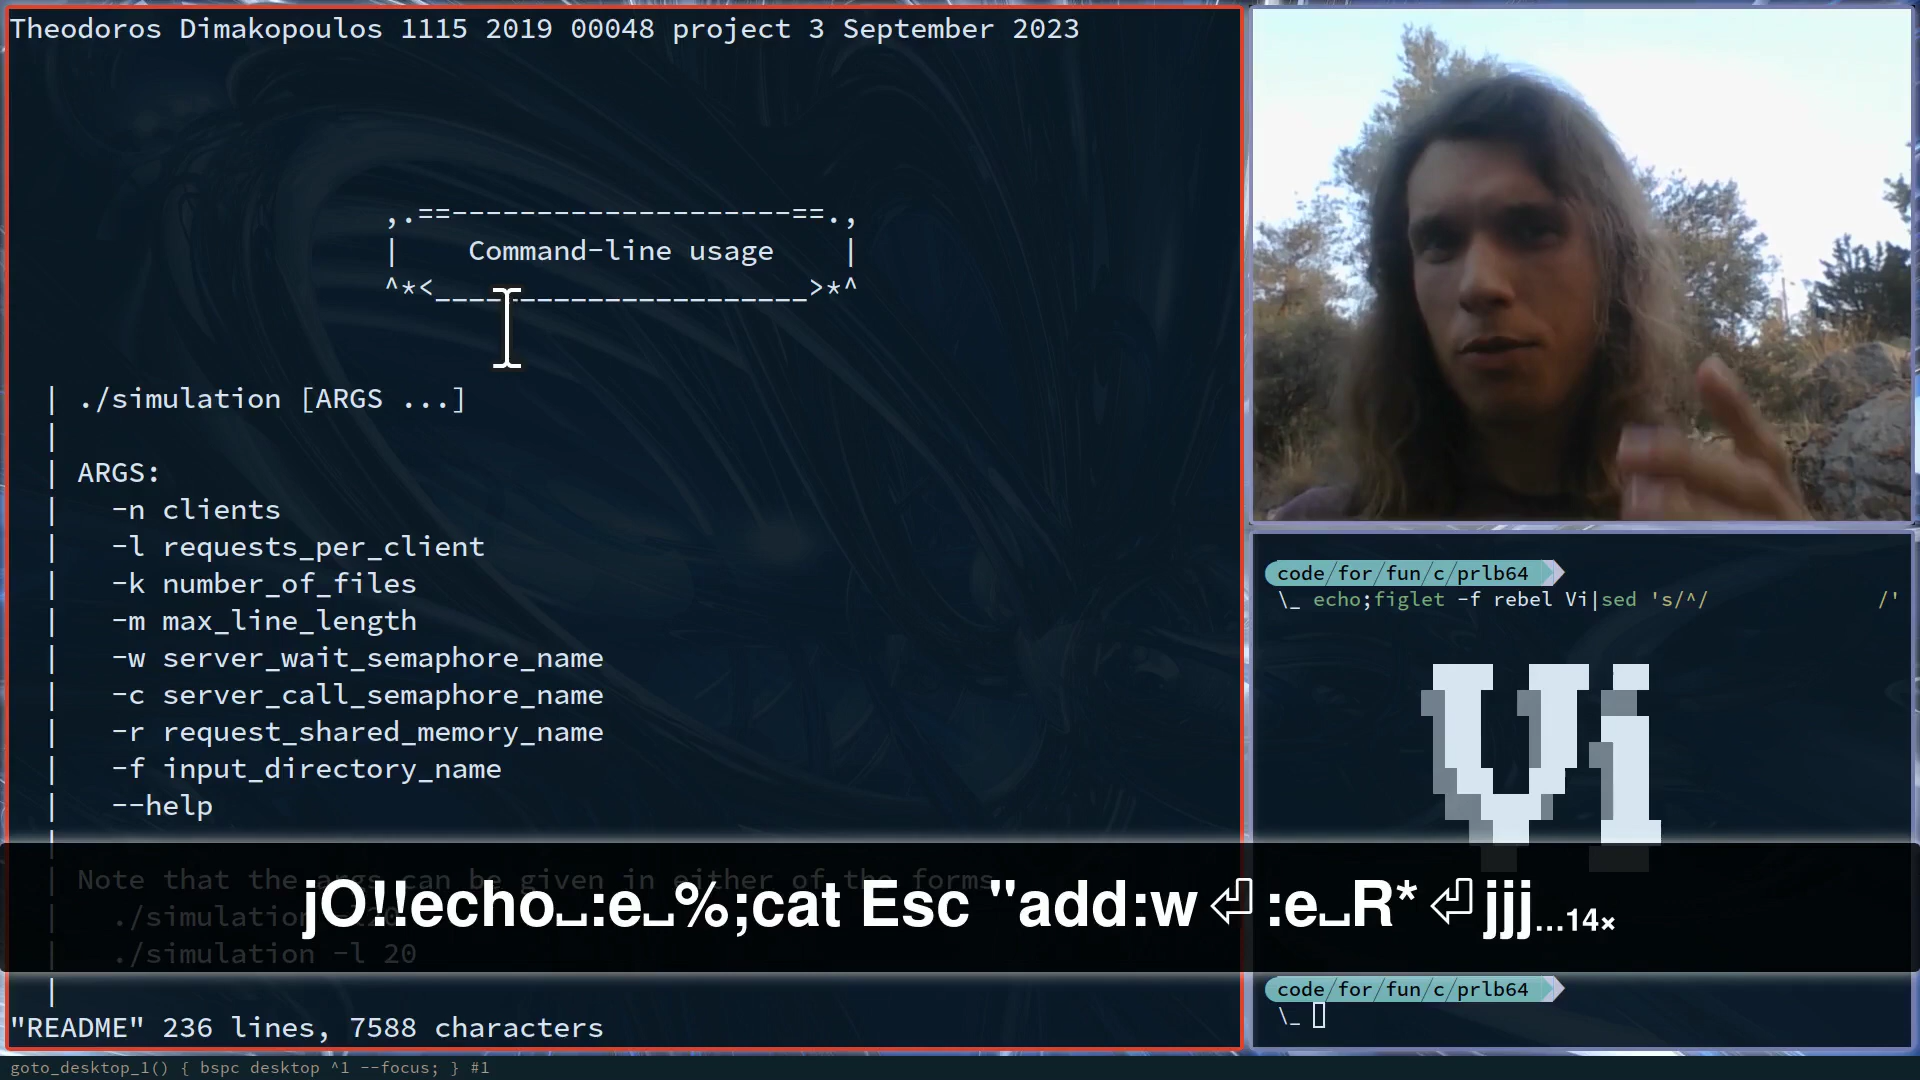 Theodoros Dimakopoulos 1115 2019 00048 project 3 September 2023
,.==--------------------==.,
|    Command-line usage    |
^*<______________________>*^
| ./simulation [ARGS ...]
|
| ARGS:
|   -n clients
|   -l requests_per_client
|   -k number_of_files
|   -m max_line_length
|   -w server_wait_semaphore_name
|   -c server_call_semaphore_name
|   -r request_shared_memory_name
|   -f input_directory_name
|   --help
|
| Note that the args can be given in either of the forms
|   ./simulation -l20
|   ./simulation -l 20
|
"README" 236 lines, 7588 characters
code/for/fun/c/prlb64
\_ echo;figlet -f rebel Vi|sed 's/^/              /'
Vi
code/for/fun/c/prlb64
\_
jO!!echo␣:e␣%;cat Esc "add:w⏎:e␣R*⏎jjj...14×
goto_desktop_1() { bspc desktop ^1 --focus; } #1